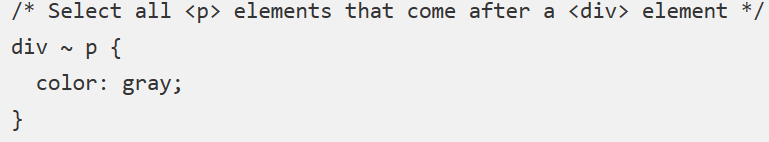 /* Select all <p> elements that come after a <div> element */
div ~ p {
  color: gray;
}